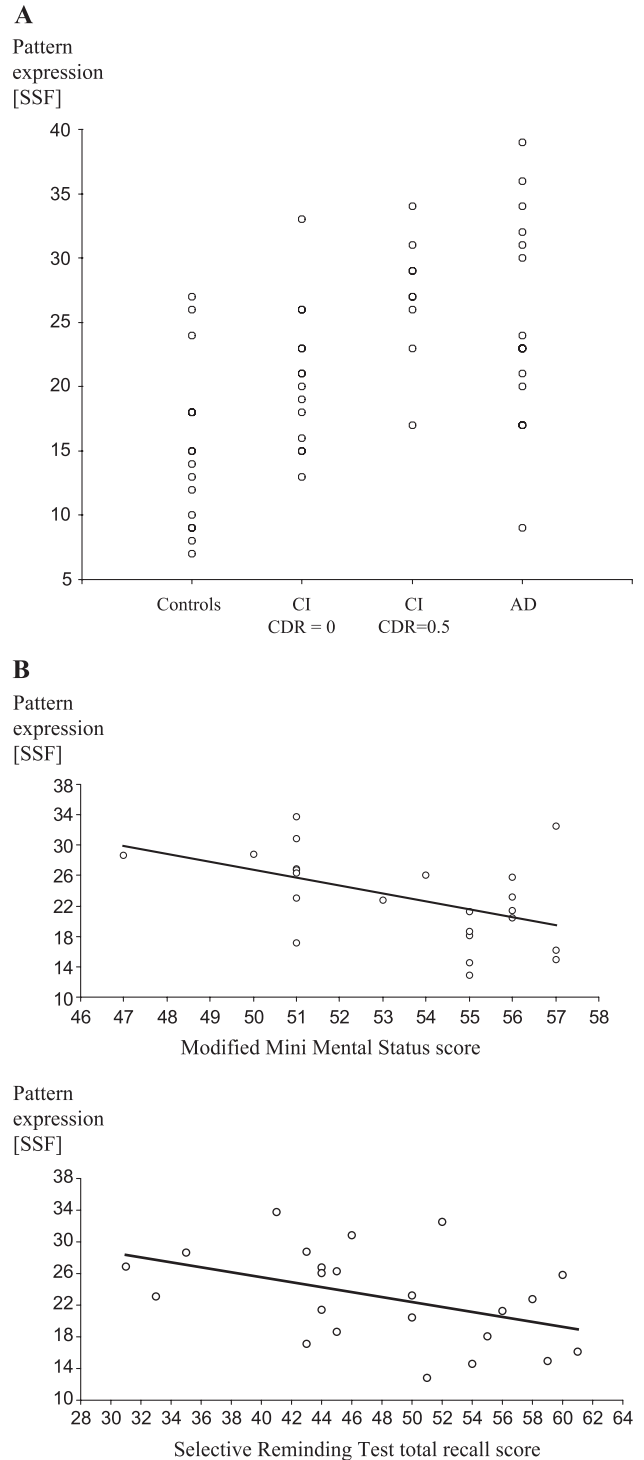 A
Pattern
expression
[SSF]
40
35
30
25
20
15
10
5
Controls CI CI AD
CDR = 0 CDR=0.5
B
Pattern
expression
[SSF]
38
34
30
26
22
18
14
10
46 47 48 49 50 51 52 53 54 55 56 57 58
Modified Mini Mental Status score
Pattern
expression
[SSF]
38
34
30
26
22
18
14
10
28 30 31 34 36 38 40 42 44 46 48 50 52 54 56 58 60 62 64
Selective Reminding Test total recall score